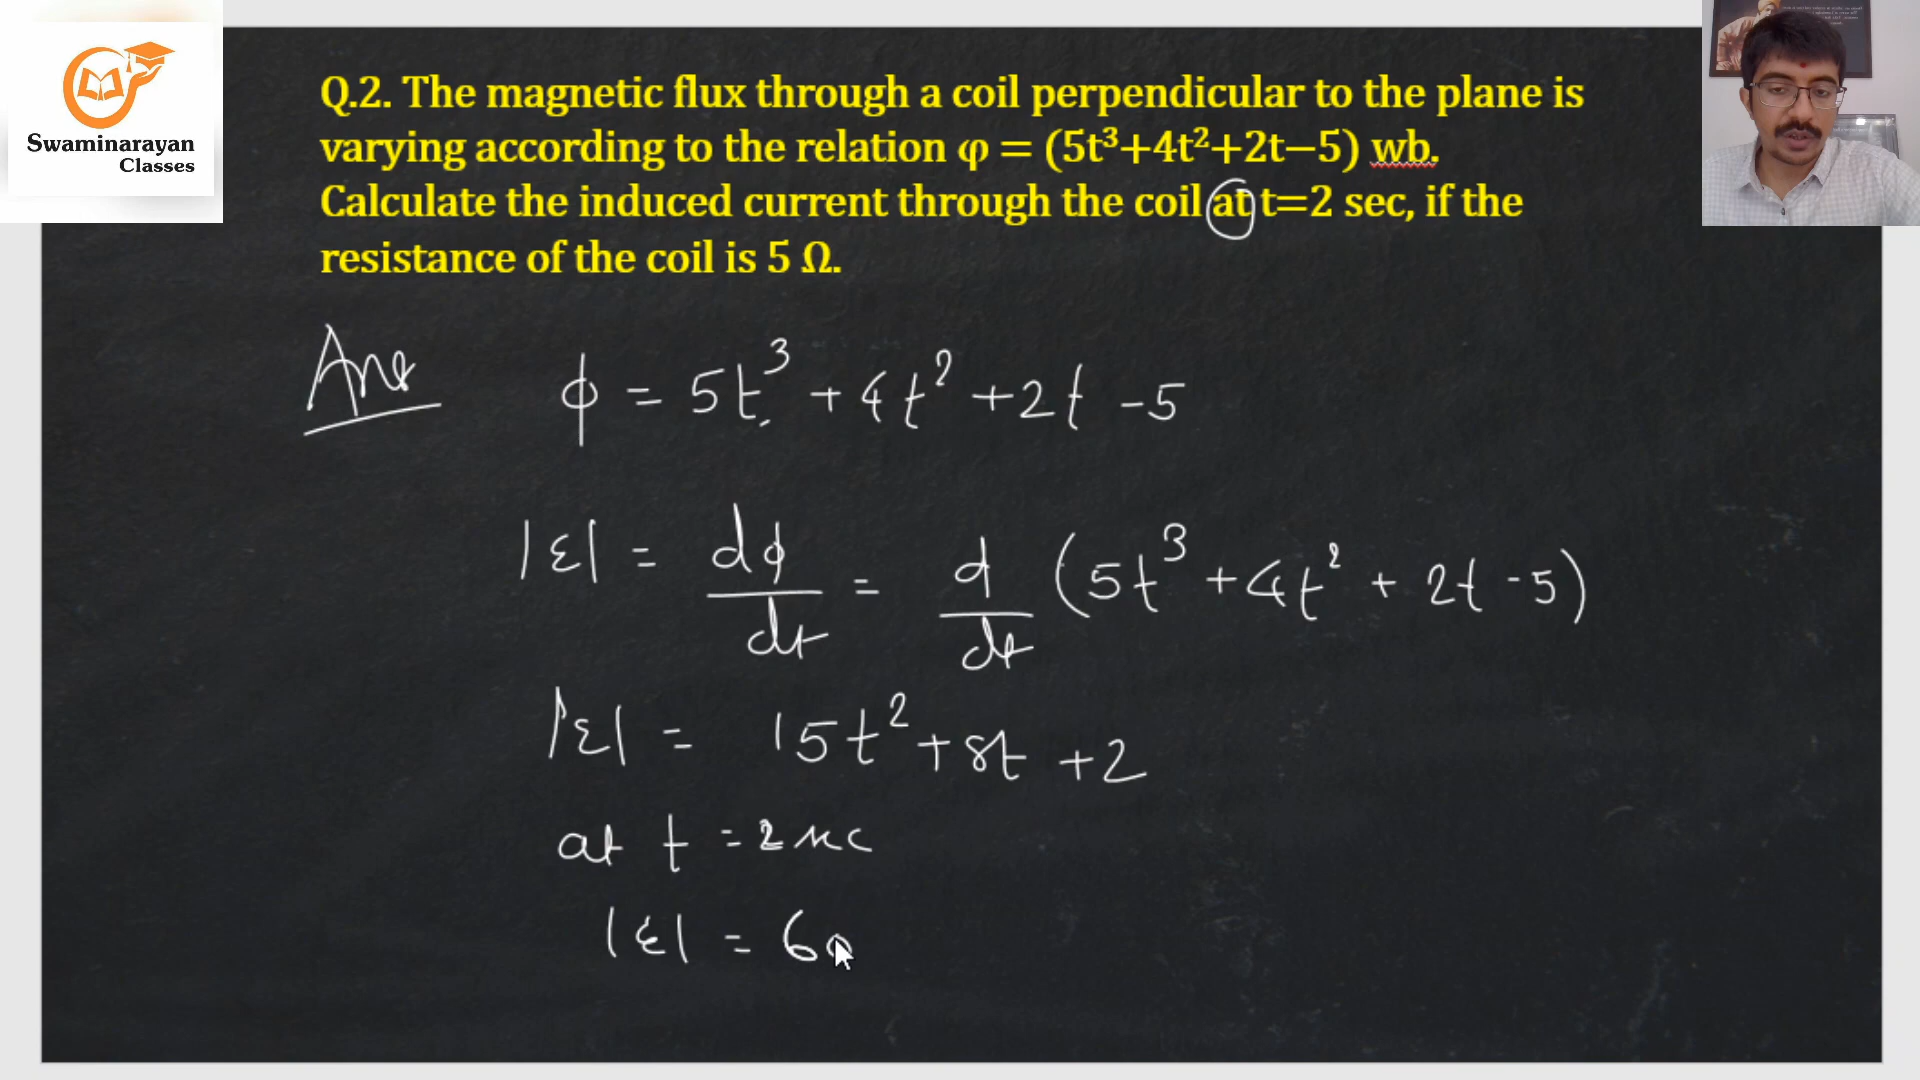 Swaminarayan
Classes
Q.2. The magnetic flux through a coil perpendicular to the plane is
varying according to the relation φ = (5t³+4t²+2t−5) wb.
Calculate the induced current through the coil at t=2 sec, if the
resistance of the coil is 5 Ω.
Ans ϕ = 5t³ + 4t² + 2t - 5
|ε| = dϕ/dt = d/dt (5t³ + 4t² + 2t - 5)
|ε| = 15t² + 8t + 2
at t = 2 sec
|ε| = 60